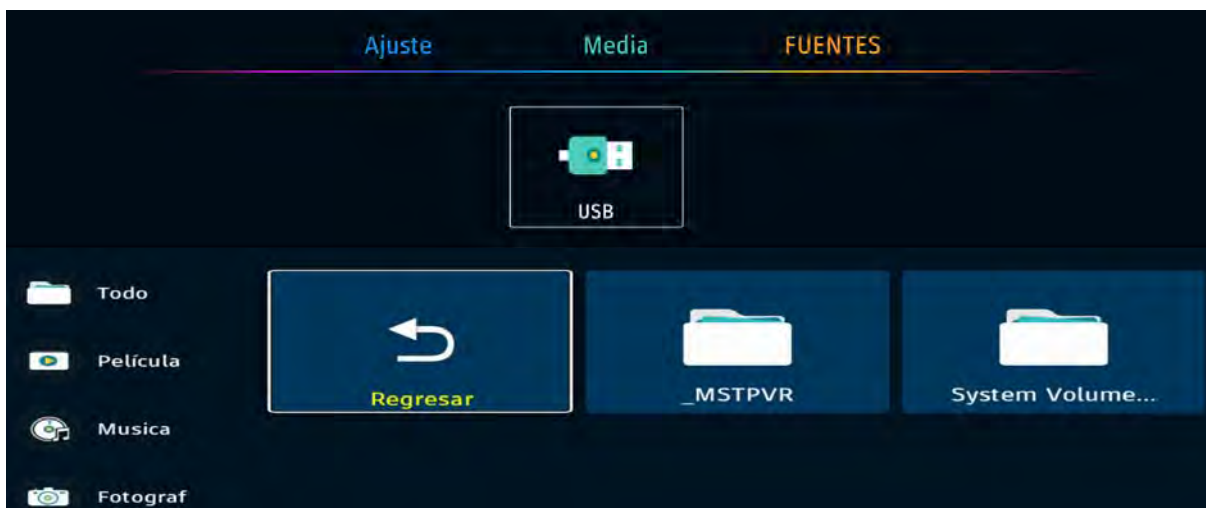 Ajuste Media FUENTES
USB
Todo
Película
Musica
Fotograf
Regresar
_MSTPVR
System Volume...